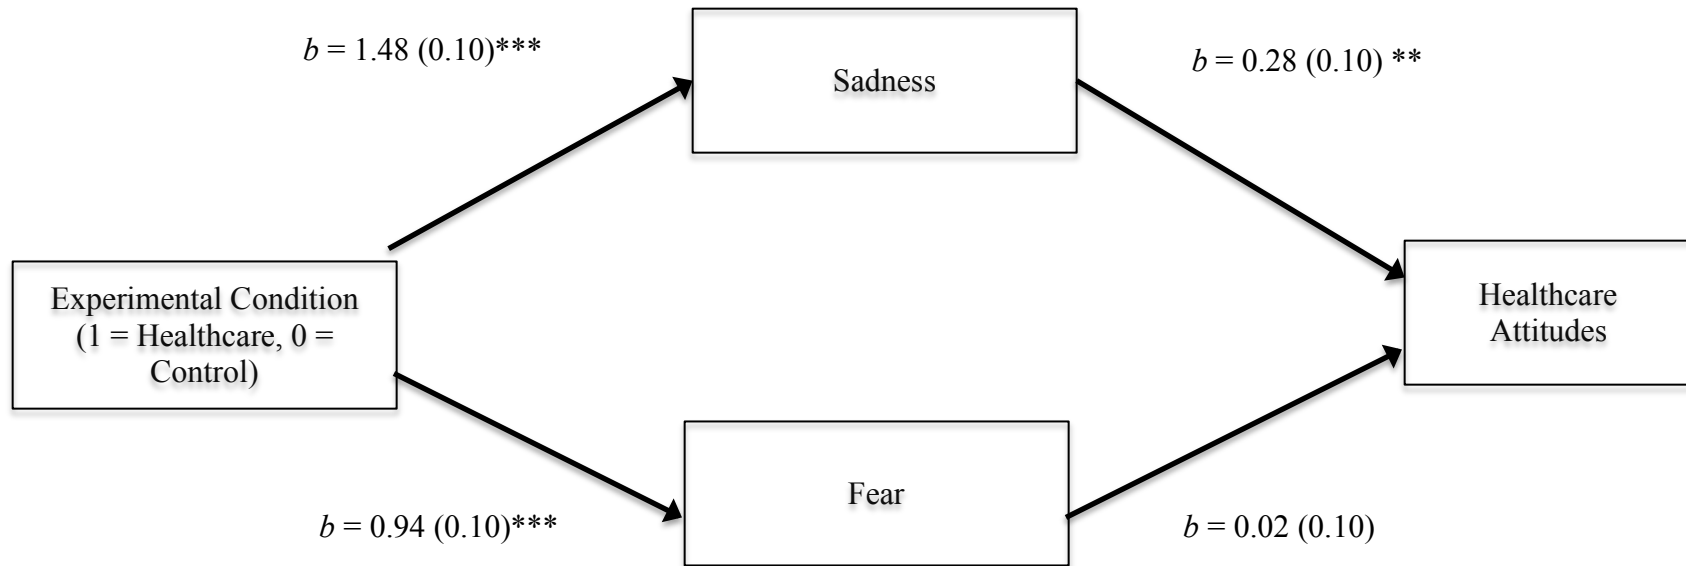 b = 1.48 (0.10)***
Sadness
b = 0.28 (0.10) **
Experimental Condition
(1 = Healthcare, 0 =
Control)
Healthcare
Attitudes
Fear
b = 0.94 (0.10)***
b = 0.02 (0.10)